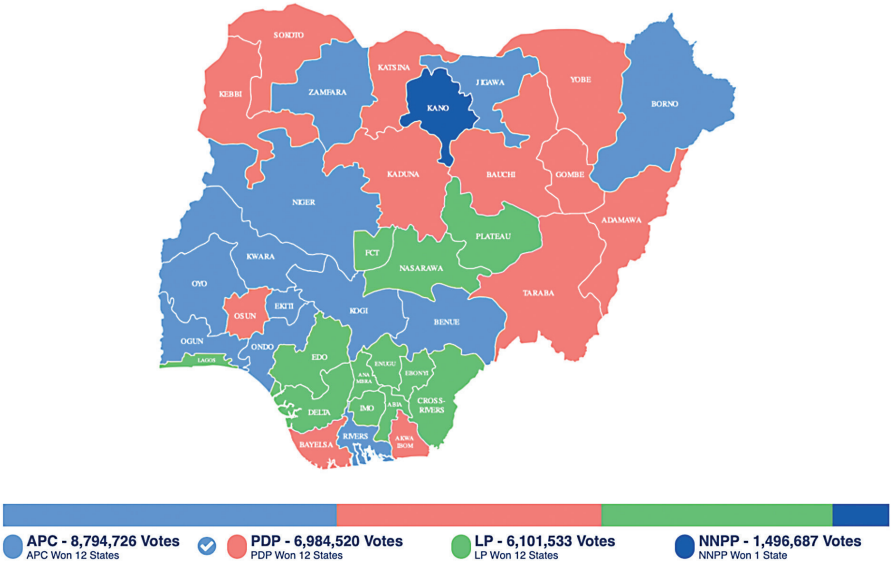 SOKOTO
KEBBI
ZAMFARA
KATSINA
KANO
JIGAWA
YOBE
BORNO
KADUNA
BAUCHI
GOMBE
ADAMAWA
NIGER
FCT
PLATEAU
NASARAWA
TARABA
KWARA
OYO
OSUN
EKITI
KOGI
BENUE
OGUN
ONDO
LAGOS
EDO
ANA
MBRA
ENUGU
EBONYI
DELTA
IMO
ABIA
CROSS-
RIVERS
BAYELSA
RIVERS
AKWA
IBOM
APC - 8,794,726 Votes
APC Won 12 States
PDP - 6,984,520 Votes
PDP Won 12 States
LP - 6,101,533 Votes
LP Won 12 States
NNPP - 1,496,687 Votes
NNPP Won 1 State